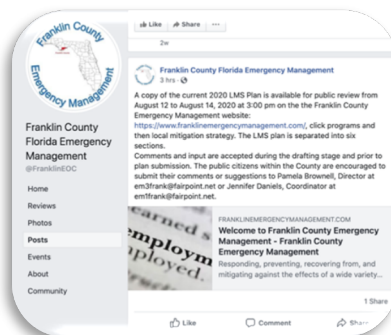 Like Share ...
2w
Franklin County
Emergency Management
Franklin County
Florida Emergency
Management
@FranklinEOC
Home
Reviews
Photos
Posts
Events
About
Community
Franklin County Florida Emergency Management
3 hrs ·
A copy of the current 2020 LMS Plan is available for public review from
August 12 to August 14, 2020 at 3:00 pm on the the Franklin County
Emergency Management website:
https://www.franklinemergencymanagement.com/, click programs and
then local mitigation strategy. The LMS plan is separated into six
sections.
Comments and input are accepted during the drafting stage and prior to
plan submission. The public citizens within the County are encouraged to
submit their comments or suggestions to Pamela Brownell, Director at
em3frank@fairpoint.net or Jennifer Daniels, Coordinator at
em1frank@fairpoint.net.
earned s
employm
ployed.
FRANKLINEMERGENCYMANAGEMENT.COM
Welcome to Franklin County Emergency
Management - Franklin County
Emergency Management
Responding, preventing, recovering from, and
mitigating against the effects of a wide variety...
1 Share
Like Comment Share